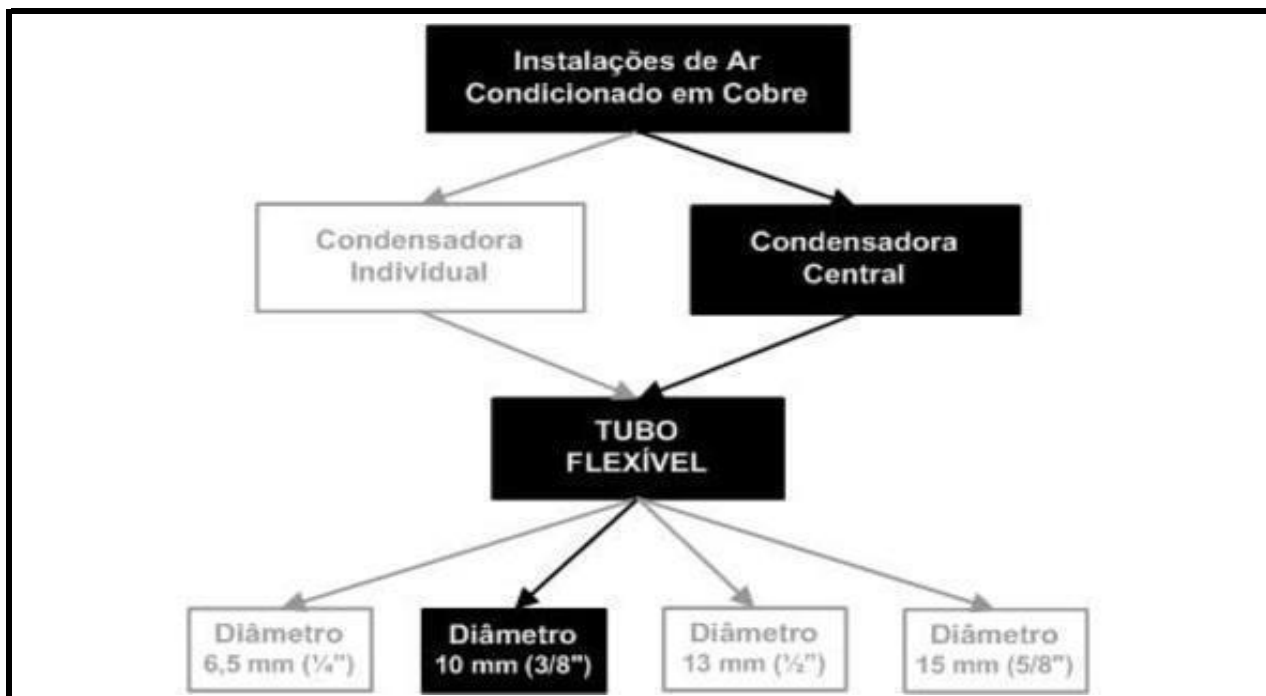 Instalações de Ar
Condicionado em Cobre
Condensadora
Individual
Condensadora
Central
TUBO
FLEXÍVEL
Diâmetro
6,5 mm (¼")
Diâmetro
10 mm (3/8")
Diâmetro
13 mm (½")
Diâmetro
15 mm (5/8")